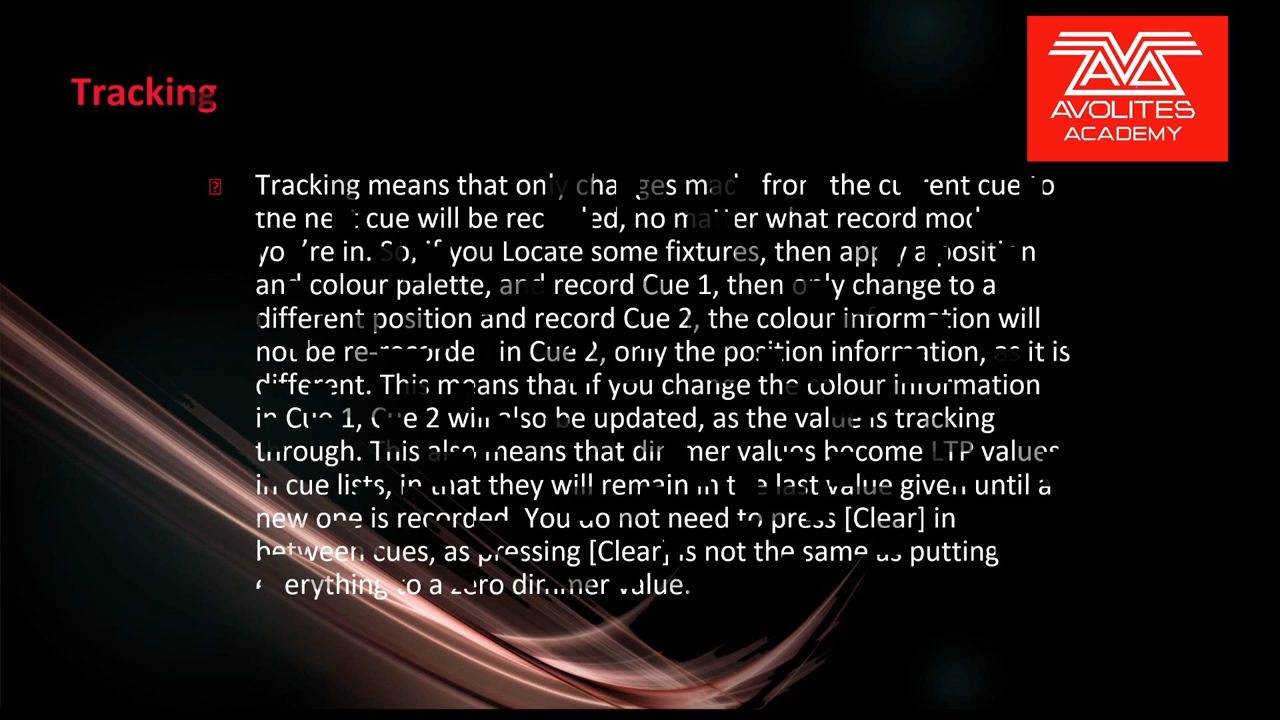 Tracking
AVOLITES
ACADEMY
Tracking means that only changes made from the current cue to
the next cue will be recorded, no matter what record mode
you're in. So, if you Locate some fixtures, then apply a position
and colour palette, and record Cue 1, then only change to a
different position and record Cue 2, the colour information will
not be re-recorded in Cue 2, only the position information, as it is
different. This means that if you change the colour information
in Cue 1, Cue 2 will also be updated, as the value is tracking
through. This also means that dimmer values become LTP values
in cue lists, in that they will remain in the last value given until a
new one is recorded. You do not need to press [Clear] in
between cues, as pressing [Clear] is not the same as putting
everything to a zero dimmer value.